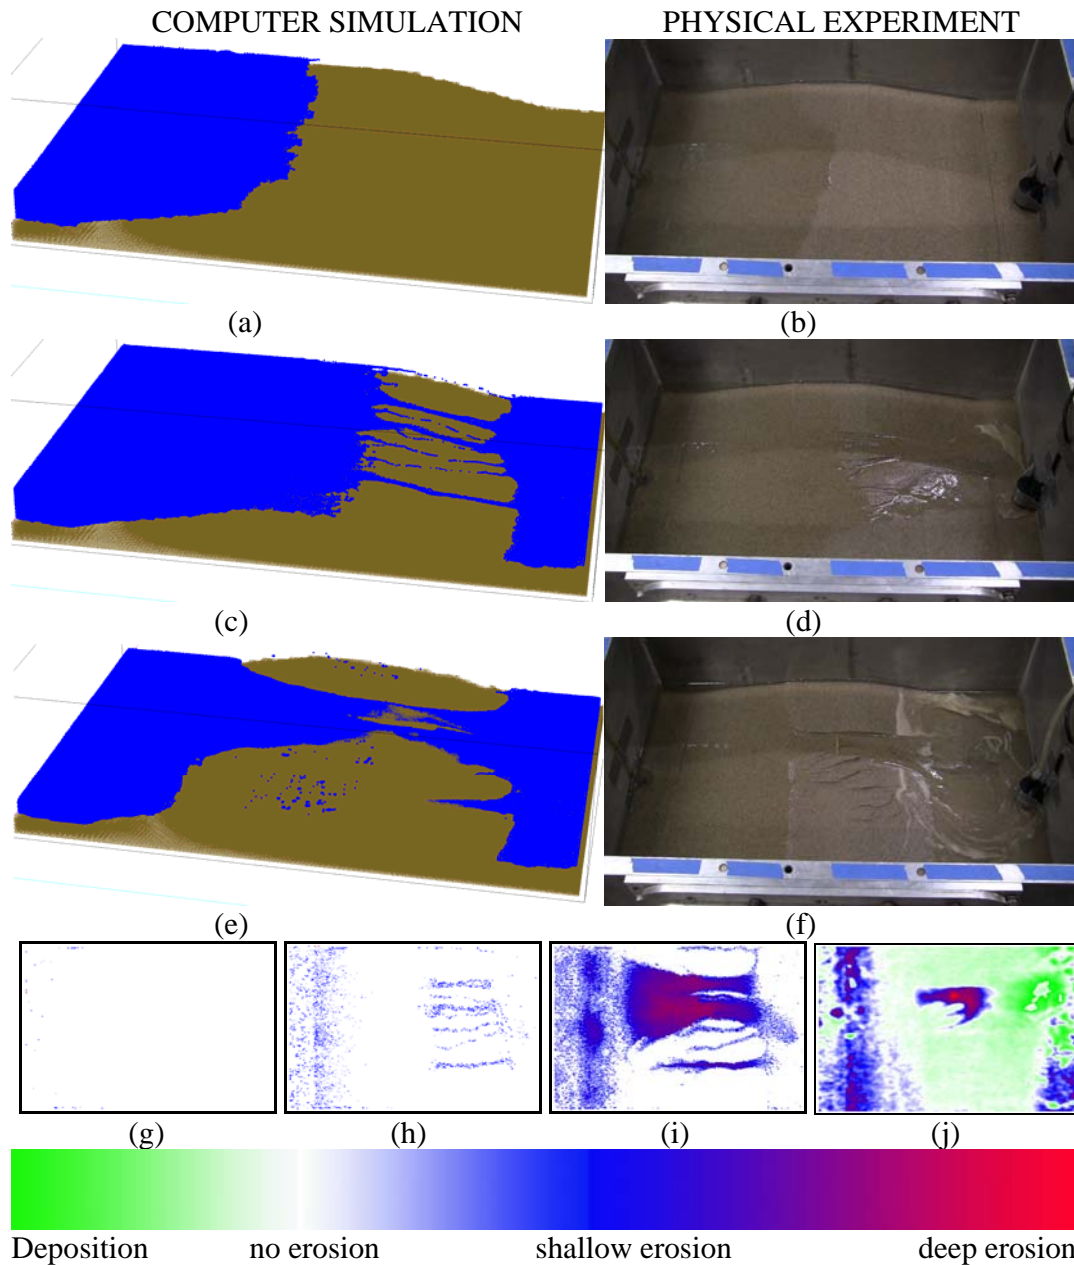 COMPUTER SIMULATION PHYSICAL EXPERIMENT
(a) (b)
(c) (d)
(e) (f)
(g) (h) (i) (j)
Deposition no erosion shallow erosion deep erosion